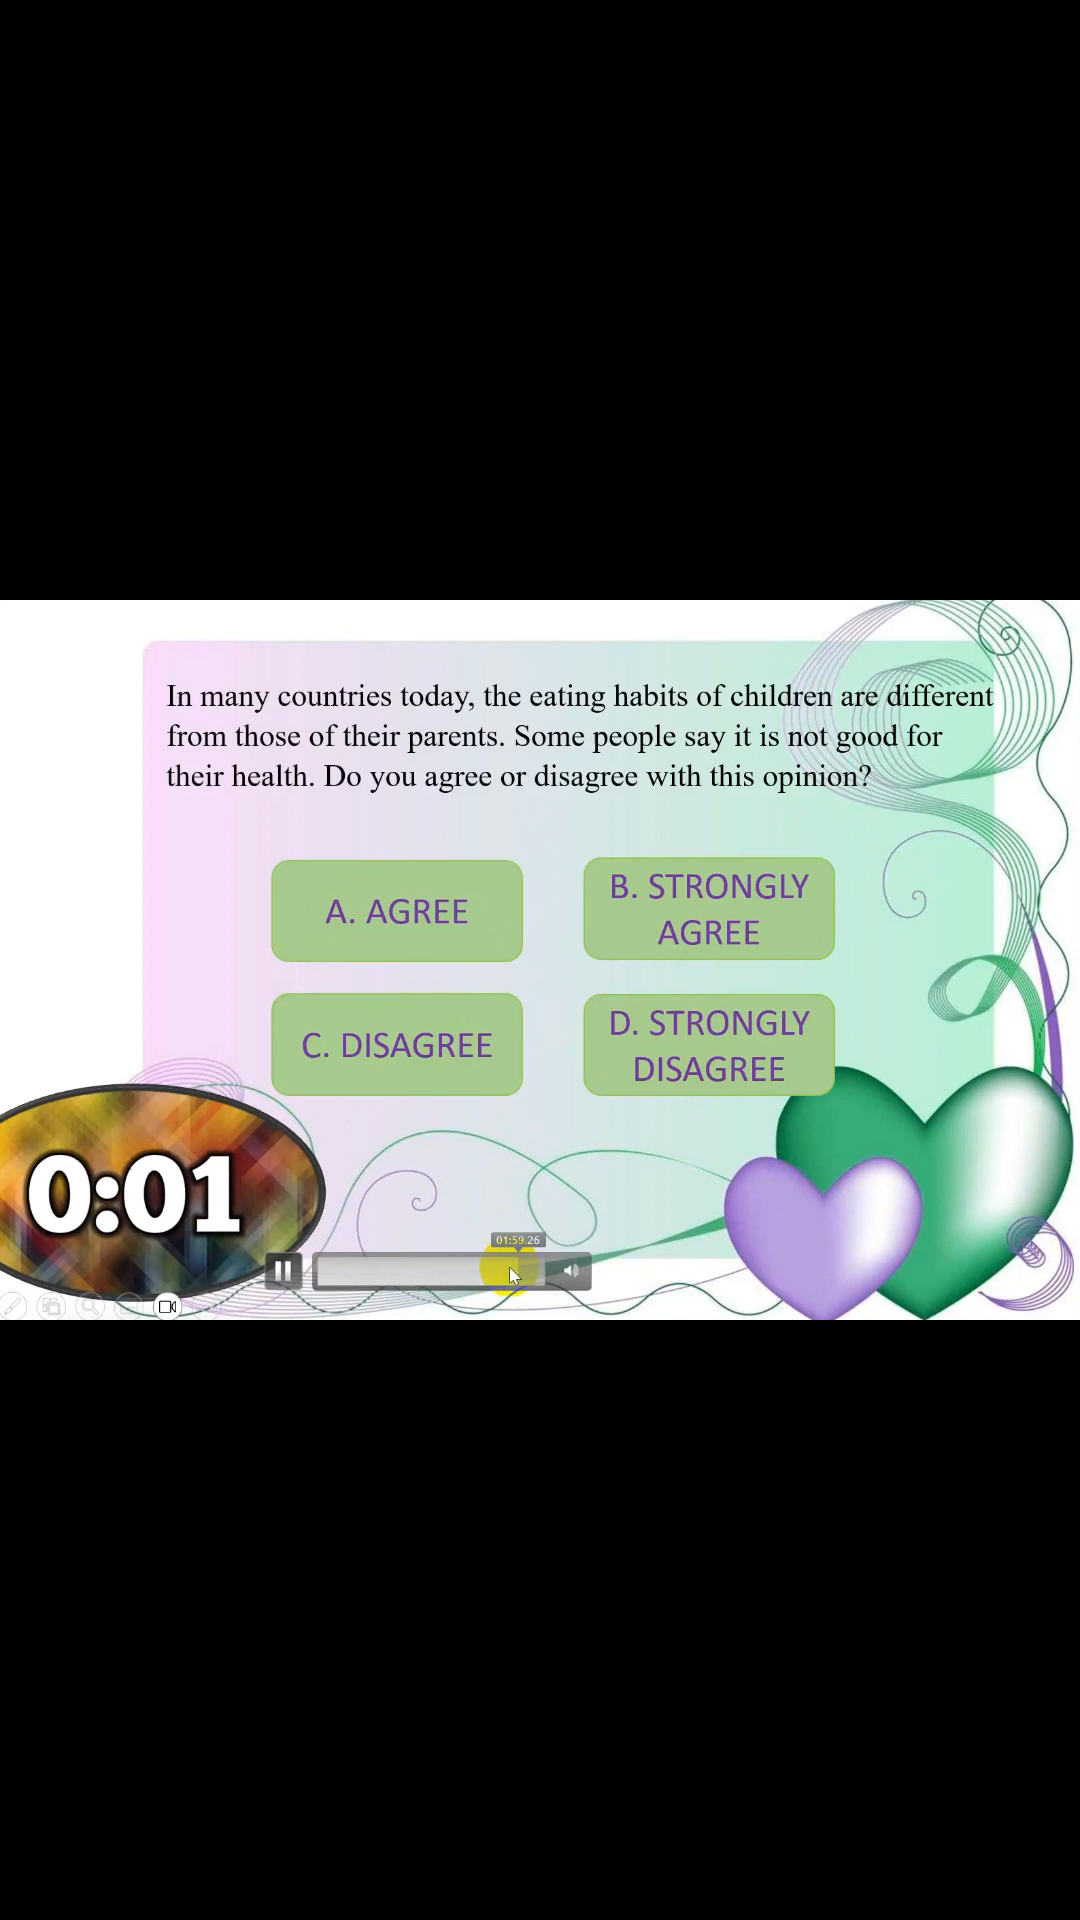 In many countries today, the eating habits of children are different
from those of their parents. Some people say it is not good for
their health. Do you agree or disagree with this opinion?
A. AGREE
B. STRONGLY
AGREE
C. DISAGREE
D. STRONGLY
DISAGREE
0:01
01:59.26